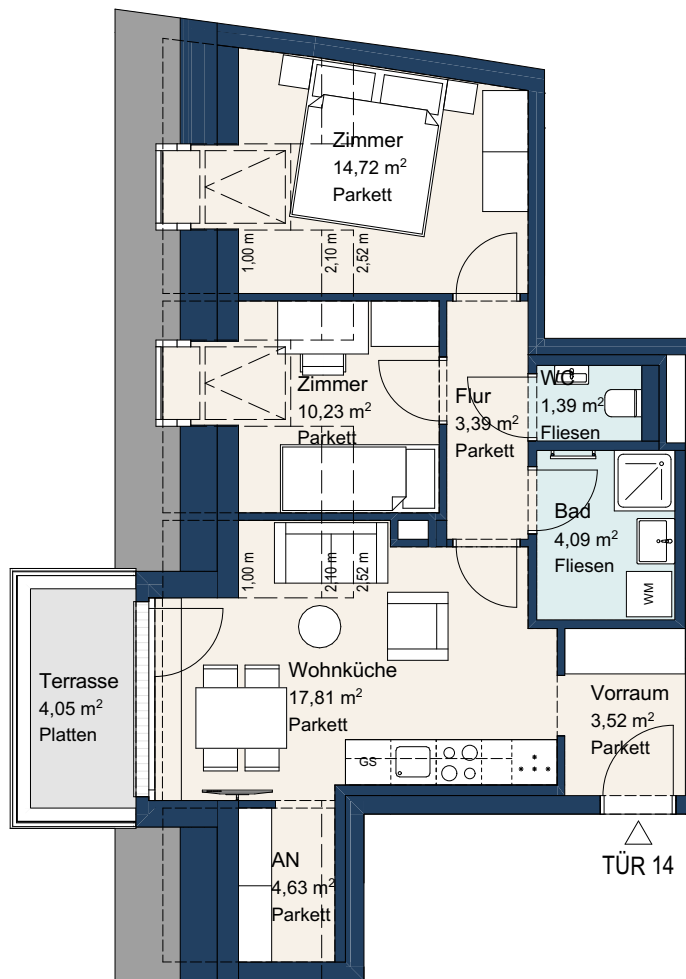 Zimmer
14,72 m²
Parkett
1,00 m
2,10 m
2,52 m
Zimmer
10,23 m²
Parkett
Flur
3,39 m²
Parkett
WC
1,39 m²
Fliesen
Bad
4,09 m²
Fliesen
WM
1,00 m
2,10 m
2,52 m
Wohnküche
17,81 m²
Parkett
GS
Terrasse
4,05 m²
Platten
Vorraum
3,52 m²
Parkett
AN
4,63 m²
Parkett
TÜR 14